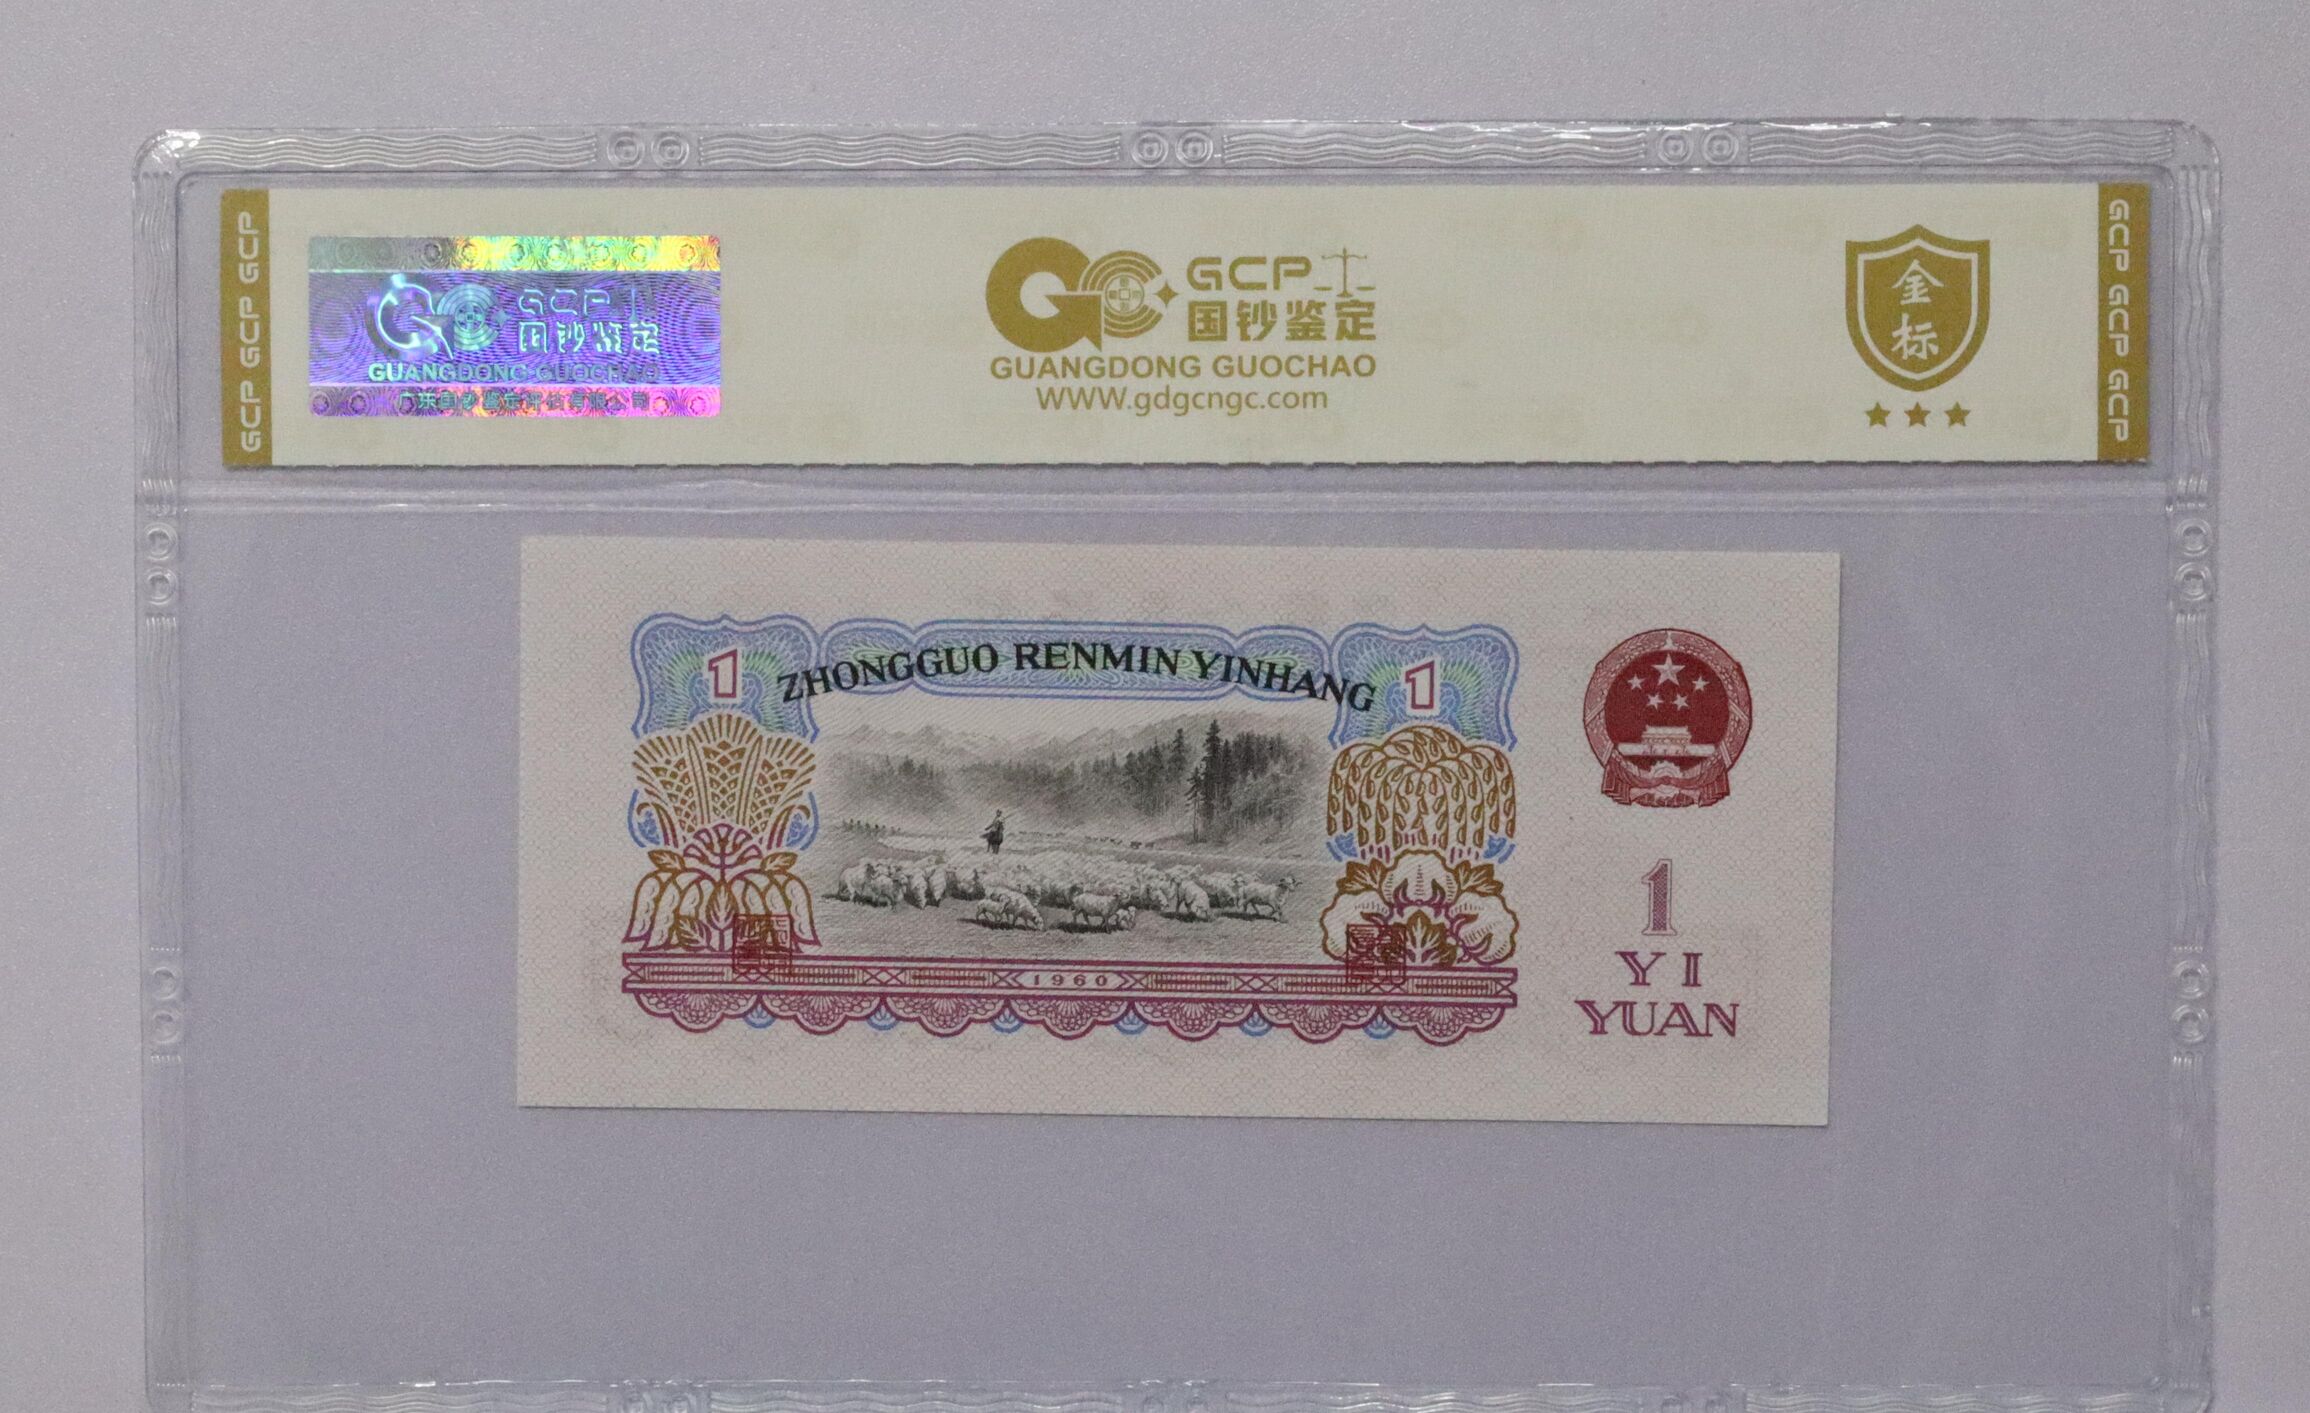 GCP GCP GCP
GCP
国钞鉴定
GUANGDONG GUOCHAO
广东国钞鉴定评估有限公司
GCP
国钞鉴定
GUANGDONG GUOCHAO
WWW.gdgcngc.com
金标
GCP GCP GCP
ZHONGGUO RENMIN YINHANG
1
1
1960
1
YI
YUAN